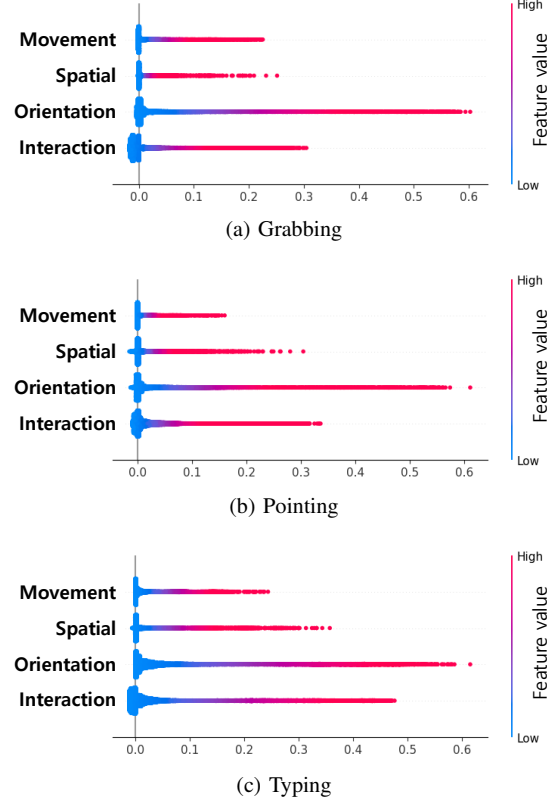 High
Movement
Spatial
Orientation
Interaction
Feature value
Low
0.0 0.1 0.2 0.3 0.4 0.5 0.6
(a) Grabbing
High
Movement
Spatial
Orientation
Interaction
Feature value
Low
0.0 0.1 0.2 0.3 0.4 0.5 0.6
(b) Pointing
High
Movement
Spatial
Orientation
Interaction
Feature value
Low
0.0 0.1 0.2 0.3 0.4 0.5 0.6
(c) Typing